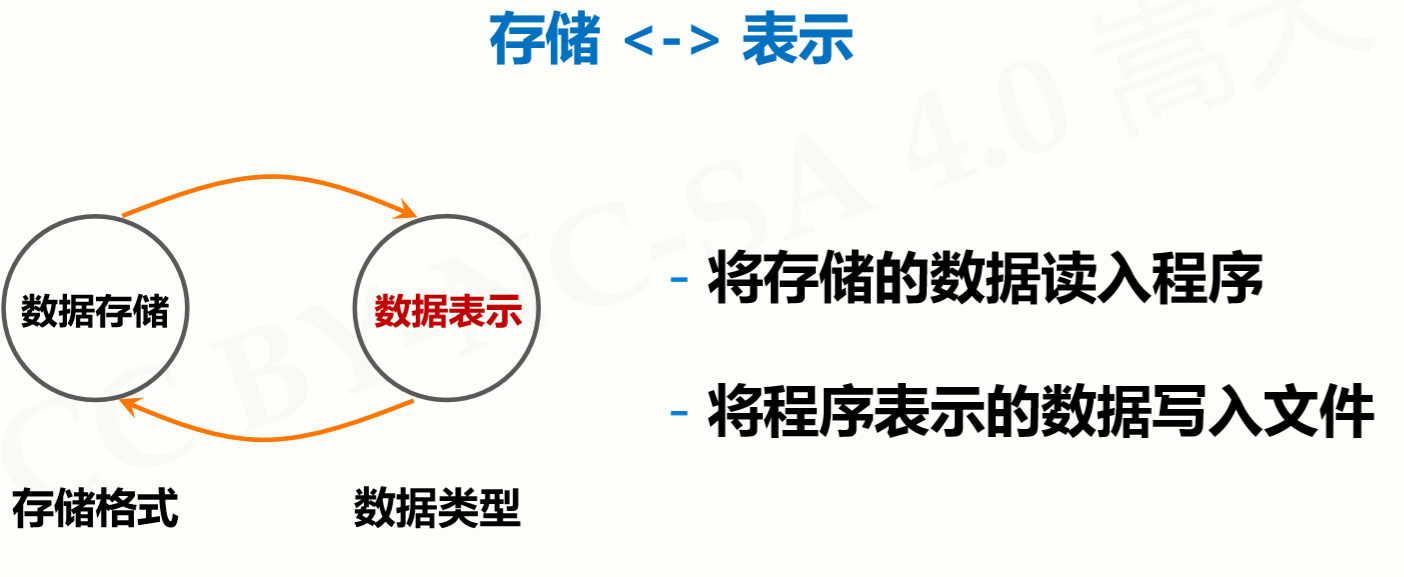 存储 <-> 表示
数据存储
数据表示
- 将存储的数据读入程序
- 将程序表示的数据写入文件
存储格式
数据类型
CC BY-NC-SA 4.0 嵩天